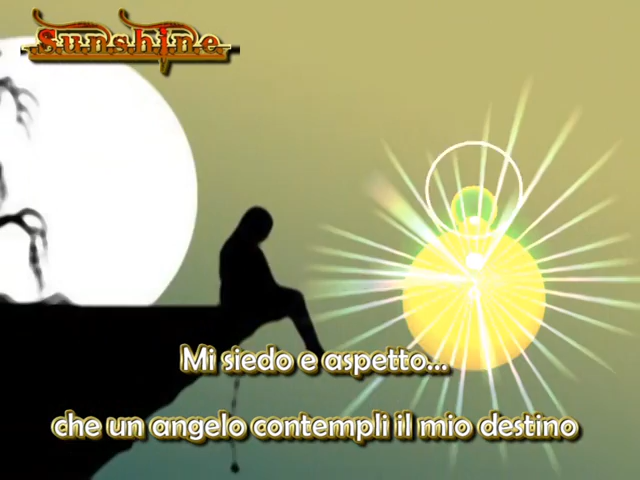 Sunshine
Mi siedo e aspetto...
che un angelo contempli il mio destino